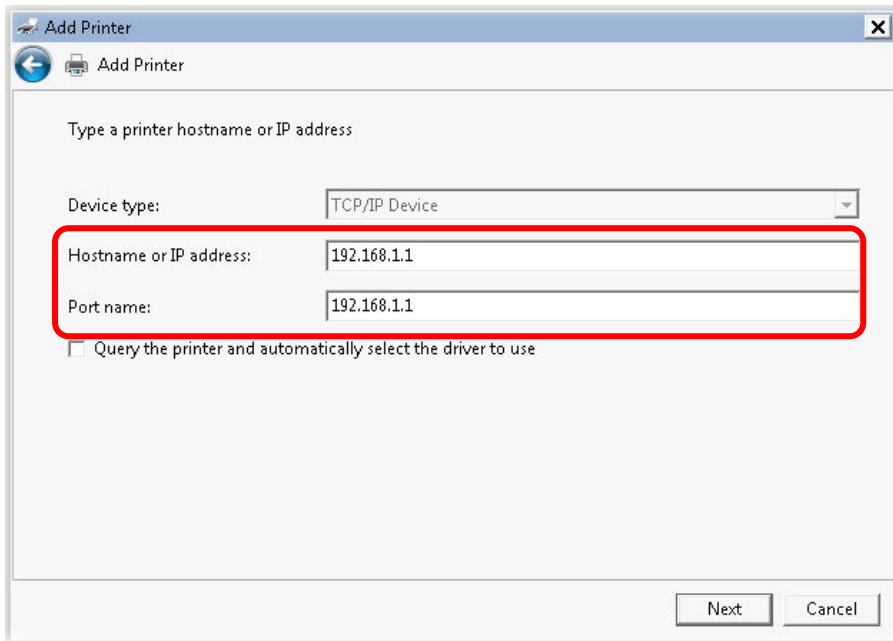 Add Printer
Add Printer
Type a printer hostname or IP address
Device type: TCP/IP Device
Hostname or IP address: 192.168.1.1
Port name: 192.168.1.1
Query the printer and automatically select the driver to use
Next Cancel